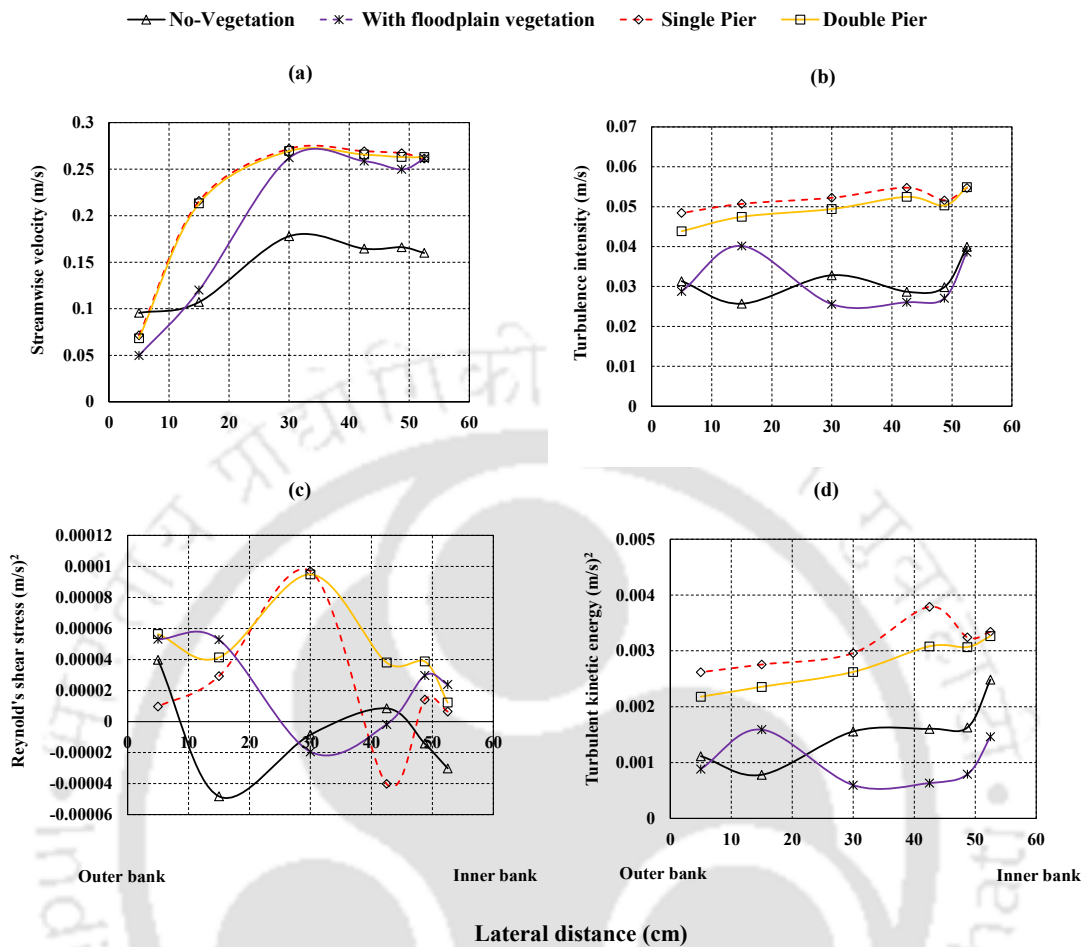 No-Vegetation With floodplain vegetation Single Pier Double Pier
(a)
Streamwise velocity (m/s)
0.3
0.25
0.2
0.15
0.1
0.05
0
0 10 20 30 40 50 60
(b)
Turbulence intensity (m/s)
0.07
0.06
0.05
0.04
0.03
0.02
0.01
0
0 10 20 30 40 50 60
(c)
Reynold's shear stress (m/s)²
0.00012
0.0001
0.00008
0.00006
0.00004
0.00002
0
-0.00002
-0.00004
-0.00006
0 10 20 30 40 50 60
Outer bank Inner bank
(d)
Turbulent kinetic energy (m/s)²
0.005
0.004
0.003
0.002
0.001
0
0 10 20 30 40 50 60
Outer bank Inner bank
Lateral distance (cm)